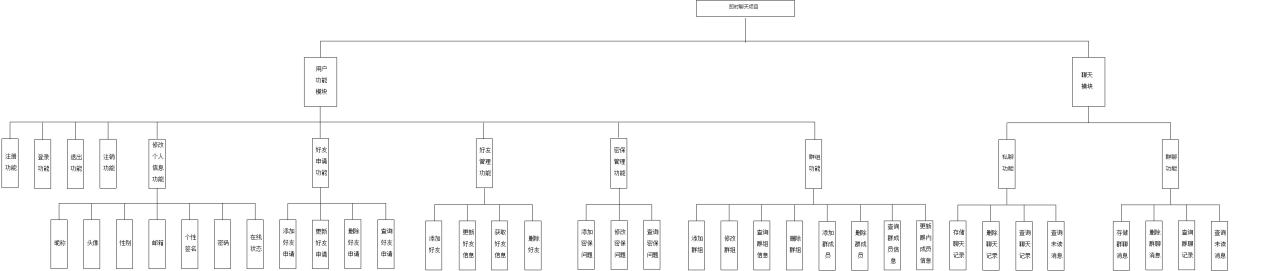 即时聊天项目
用户
功能
模块
聊天
模块
注册
功能
登录
功能
退出
功能
注销
功能
修改
个人
信息
功能
好友
申请
功能
好友
管理
功能
密保
管理
功能
群组
功能
私聊
功能
群聊
功能
昵称
头像
性别
邮箱
个性
签名
密码
在线
状态
添加
好友
申请
更新
好友
申请
删除
好友
申请
查询
好友
申请
添加
好友
更新
好友
信息
获取
好友
信息
删除
好友
添加
密保
问题
修改
密保
问题
查询
密保
问题
添加
群组
修改
群组
查询
群组
信息
删除
群组
添加
群成
员
删除
群成
员
查询
群成
员信
息
更新
群内
成员
信息
存储
聊天
记录
删除
聊天
记录
查询
聊天
记录
查询
未读
消息
存储
群聊
消息
删除
群聊
消息
查询
群聊
记录
查询
未读
消息